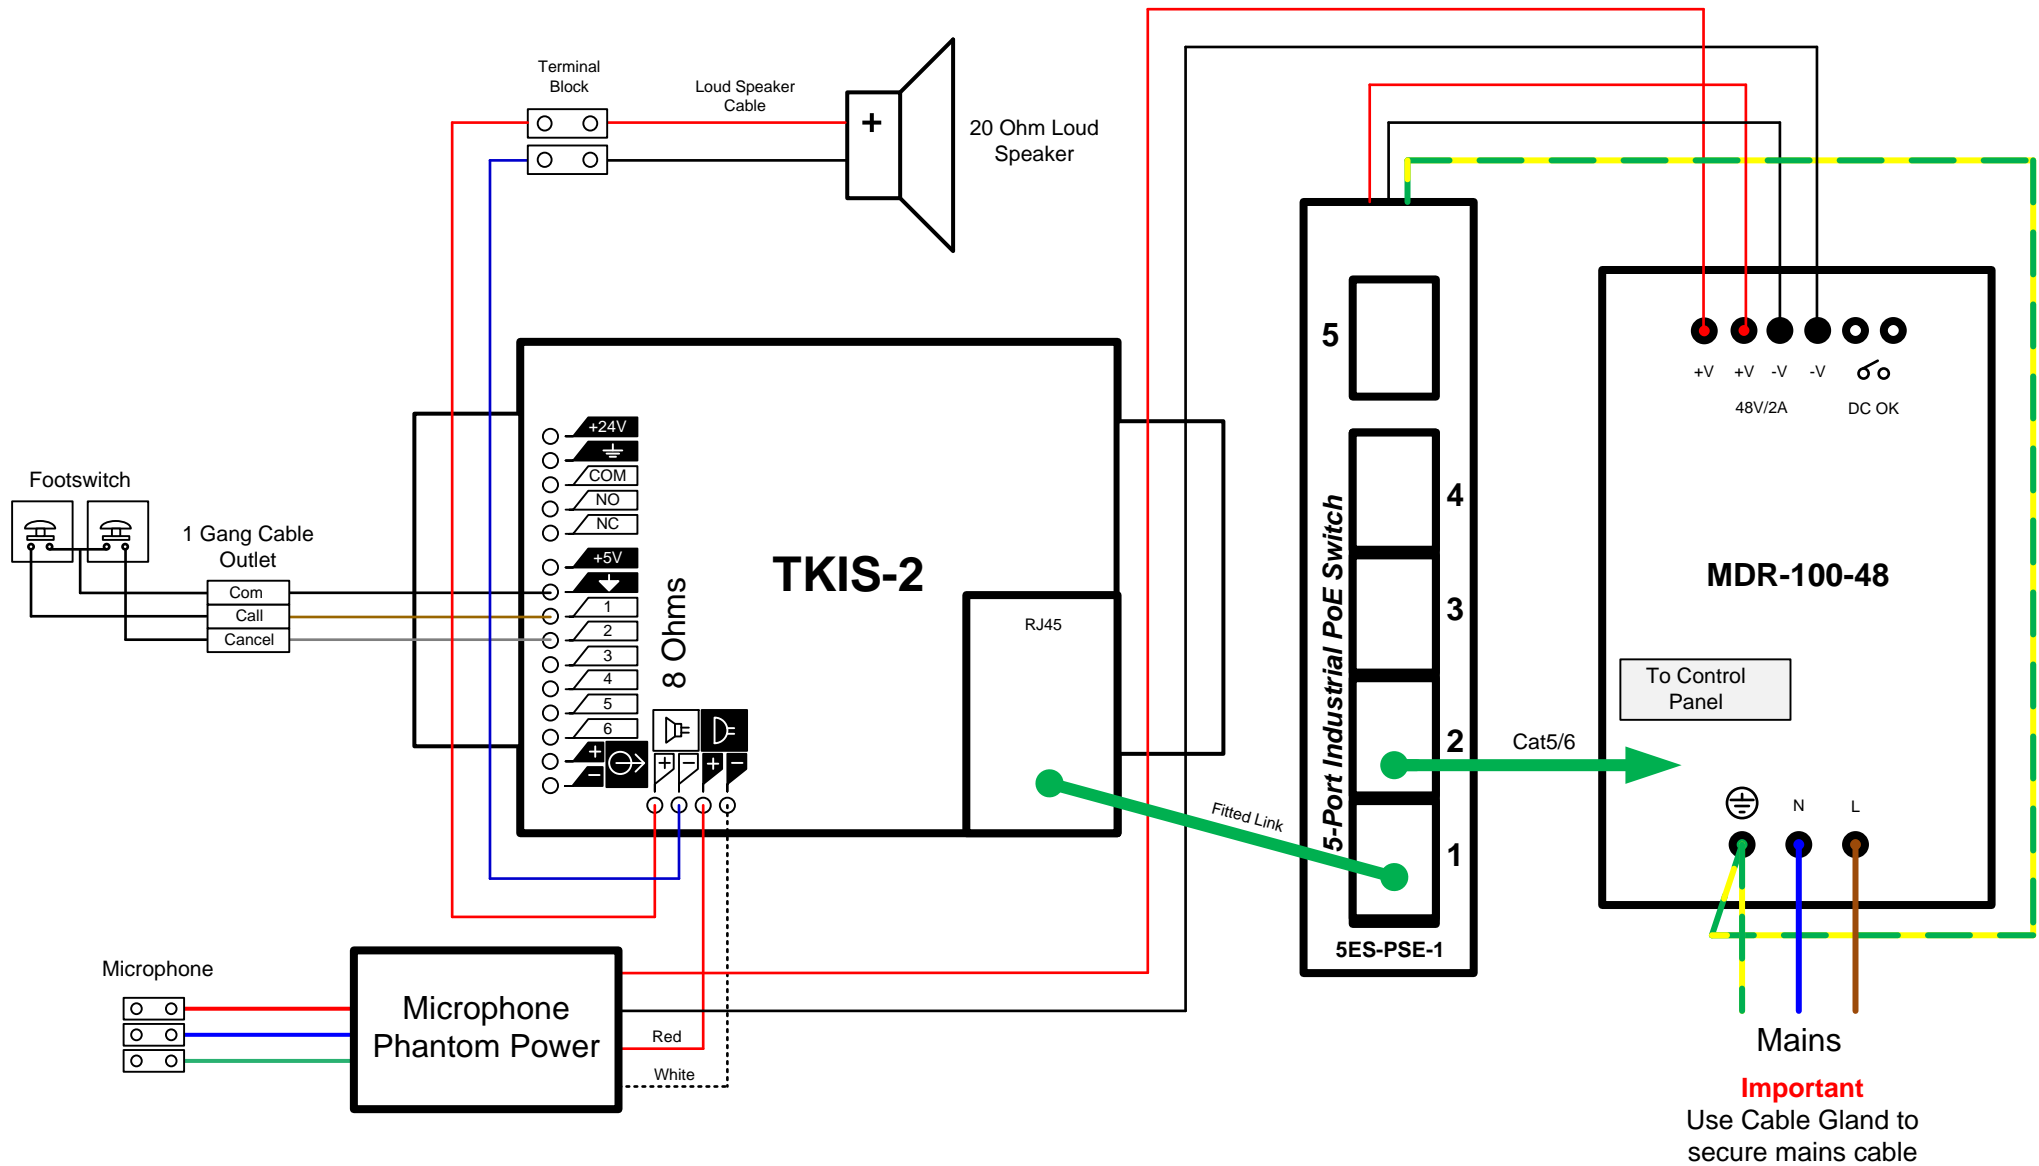 Terminal
Block
Loud Speaker
Cable
+
20 Ohm Loud
Speaker
Footswitch
1 Gang Cable
Outlet
Com
Call
Cancel
+24V
COM
NO
NC
+5V
1
2
3
4
5
6
+
−
8 Ohms
+
−
+
−
TKIS-2
RJ45
Fitted Link
5
4
3
2
1
5-Port Industrial PoE Switch
5ES-PSE-1
Cat5/6
+V
+V
-V
-V
48V/2A
DC OK
MDR-100-48
To Control
Panel
N
L
Mains
Important
Use Cable Gland to
secure mains cable
Microphone
Microphone
Phantom Power
Red
White